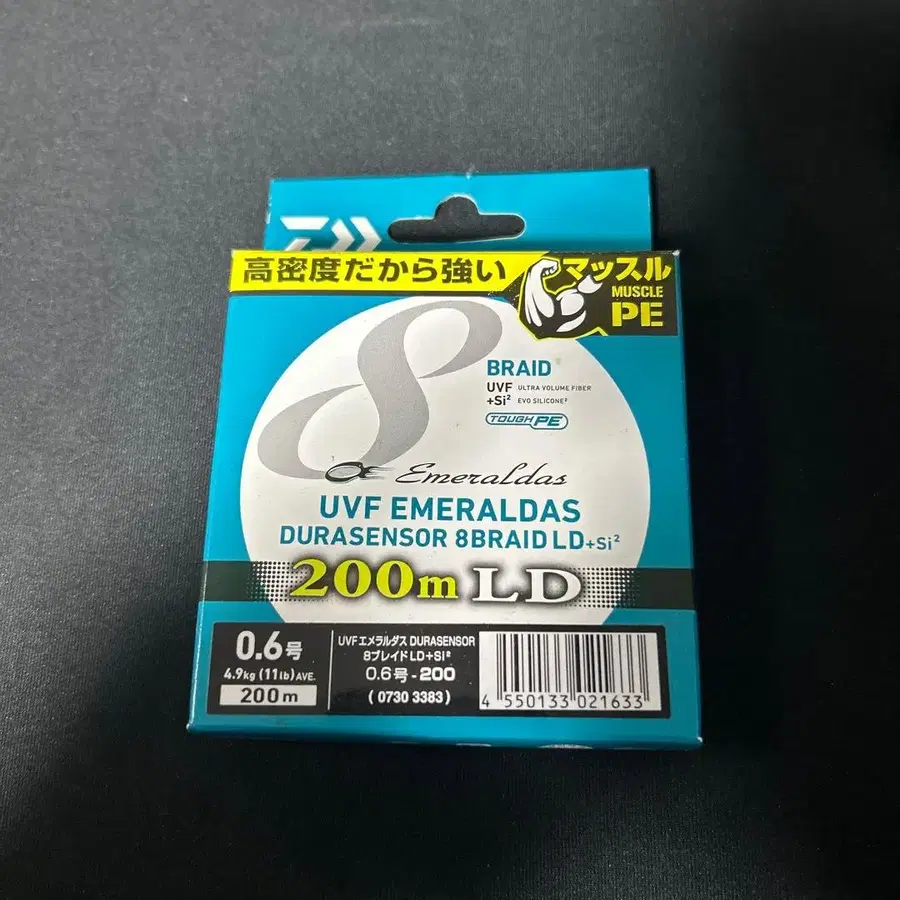 高密度だから強い
マッスル
MUSCLE
PE
8
BRAID
UVF ULTRA VOLUME FIBER
+Si² EVO SILICONE²
TOUGH PE
Emeraldas
UVF EMERALDAS
DURASENSOR 8BRAID LD+Si²
200m LD
0.6号
4.9kg (11lb) AVE.
200m
UVFエメラルダス DURASENSOR
8ブレイドLD+Si²
0.6号-200
(0730 3383)
4 550133 021633